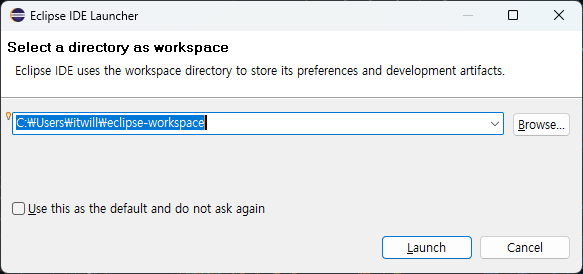 Eclipse IDE Launcher
Select a directory as workspace
Eclipse IDE uses the workspace directory to store its preferences and development artifacts.
C:₩Users₩itwill₩eclipse-workspace
Browse...
Use this as the default and do not ask again
Launch
Cancel